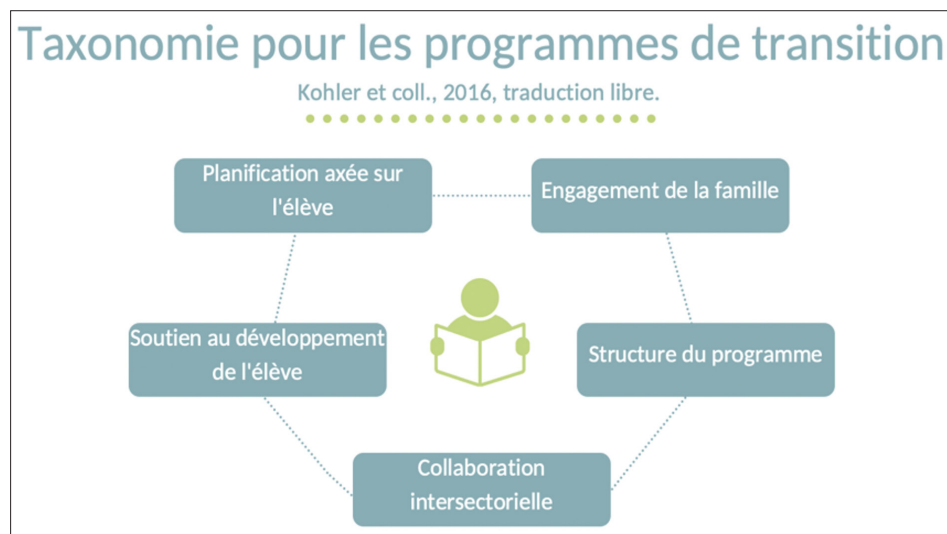 Taxonomie pour les programmes de transition
Kohler et coll., 2016, traduction libre.
Planification axée sur
l'élève
Engagement de la famille
Soutien au développement
de l'élève
Structure du programme
Collaboration
intersectorielle